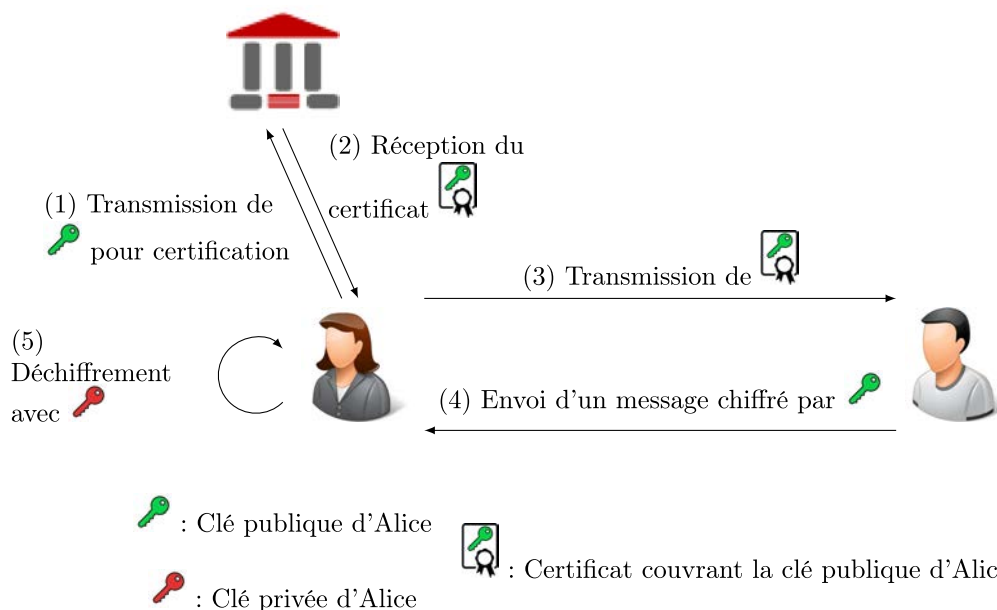 (2) Réception du
certificat
(1) Transmission de
pour certification
(3) Transmission de
(5)
Déchiffrement
avec
(4) Envoi d'un message chiffré par
: Clé publique d'Alice
: Certificat couvrant la clé publique d'Alic
: Clé privée d'Alice